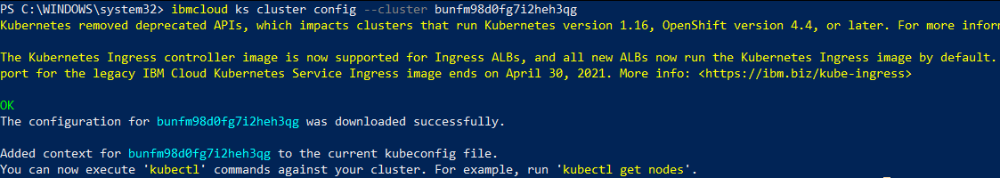 PS C:\WINDOWS\system32> ibmcloud ks cluster config --cluster bunfm98d0fg7i2heh3qg
Kubernetes removed deprecated APIs, which impacts clusters that run Kubernetes version 1.16, OpenShift version 4.4, or later. For more infor
The Kubernetes Ingress controller image is now supported for Ingress ALBs, and all new ALBs now run the Kubernetes Ingress image by default.
port for the legacy IBM Cloud Kubernetes Service Ingress image ends on April 30, 2021. More info: <https://ibm.biz/kube-ingress>
OK
The configuration for bunfm98d0fg7i2heh3qg was downloaded successfully.
Added context for bunfm98d0fg7i2heh3qg to the current kubeconfig file.
You can now execute 'kubectl' commands against your cluster. For example, run 'kubectl get nodes'.